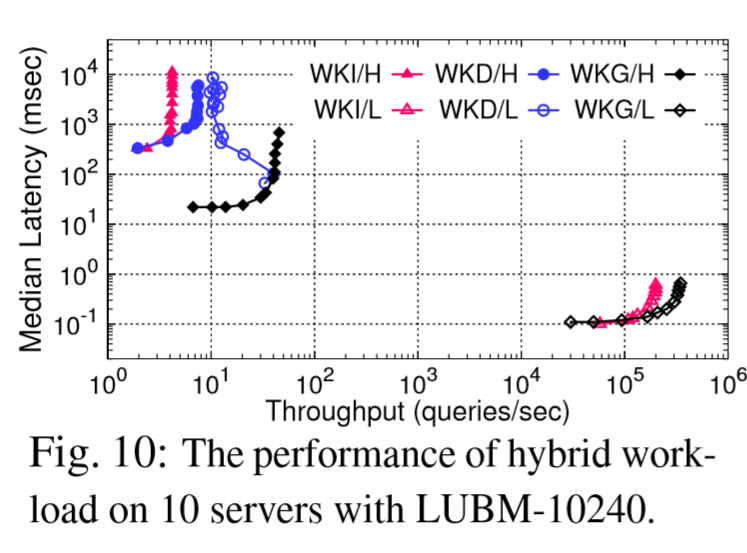 Median Latency (msec)
10^4
10^3
10^2
10^1
10^0
10^-1
WKI/H WKD/H WKG/H
WKI/L WKD/L WKG/L
10^0 10^1 10^2 10^3 10^4 10^5 10^6
Throughput (queries/sec)
Fig. 10: The performance of hybrid work-
load on 10 servers with LUBM-10240.